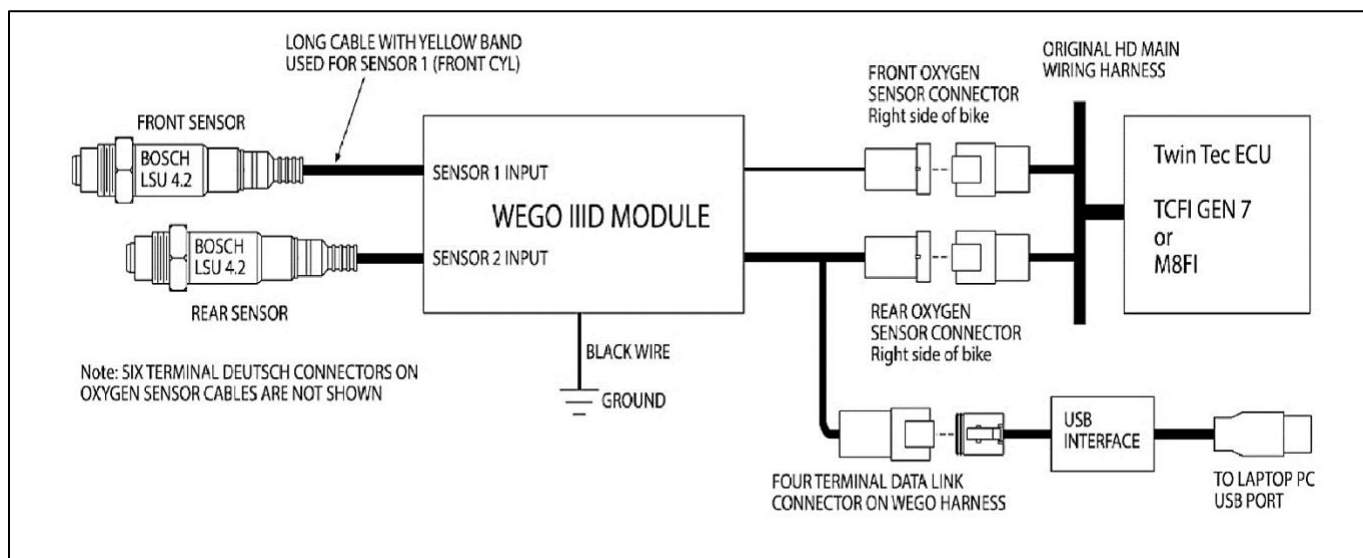 LONG CABLE WITH YELLOW BAND
USED FOR SENSOR 1 (FRONT CYL)
FRONT SENSOR
BOSCH
LSU 4.2
REAR SENSOR
BOSCH
LSU 4.2
Note: SIX TERMINAL DEUTSCH CONNECTORS ON
OXYGEN SENSOR CABLES ARE NOT SHOWN
SENSOR 1 INPUT
WEGO IIID MODULE
SENSOR 2 INPUT
BLACK WIRE
GROUND
FRONT OXYGEN
SENSOR CONNECTOR
Right side of bike
REAR OXYGEN
SENSOR CONNECTOR
Right side of bike
ORIGINAL HD MAIN
WIRING HARNESS
Twin Tec ECU
TCFI GEN 7
or
M8FI
FOUR TERMINAL DATA LINK
CONNECTOR ON WEGO HARNESS
USB
INTERFACE
TO LAPTOP PC
USB PORT